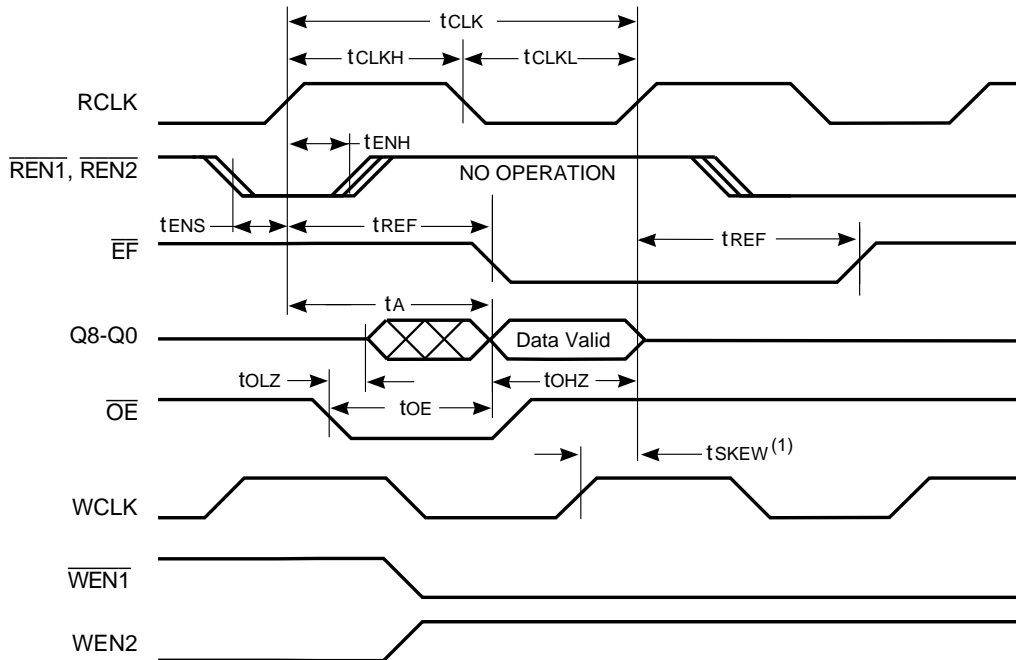 tCLK
tCLKH
tCLKL
RCLK
tENH
REN1, REN2
NO OPERATION
tENS
tREF
tREF
EF
tA
Q8-Q0
Data Valid
tOLZ
tOHZ
tOE
OE
tSKEW(1)
WCLK
WEN1
WEN2